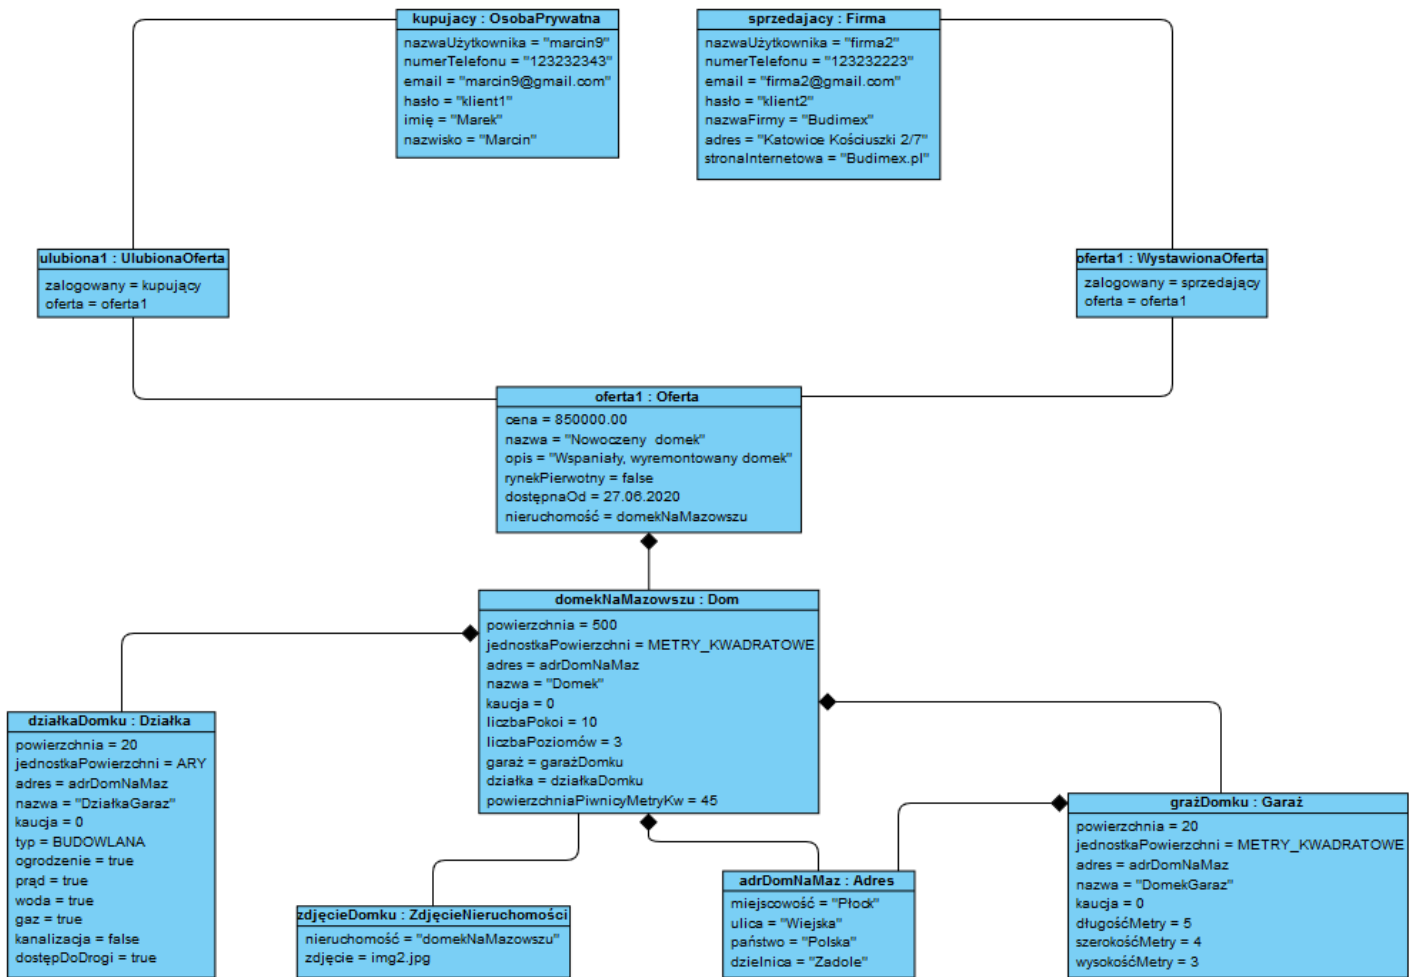 kupujacy : OsobaPrywatna
nazwaUżytkownika = "marcin9"
numerTelefonu = "123232343"
email = "marcin9@gmail.com"
hasło = "klient1"
imię = "Marek"
nazwisko = "Marcin"
sprzedajacy : Firma
nazwaUżytkownika = "firma2"
numerTelefonu = "123232223"
email = "firma2@gmail.com"
hasło = "klient2"
nazwaFirmy = "Budimex"
adres = "Katowice Kościuszki 2/7"
stronaInternetowa = "Budimex.pl"
ulubiona1 : UlubionaOferta
zalogowany = kupujący
oferta = oferta1
oferta1 : WystawionaOferta
zalogowany = sprzedający
oferta = oferta1
oferta1 : Oferta
cena = 850000.00
nazwa = "Nowoczeny  domek"
opis = "Wspaniały, wyremontowany domek"
rynekPierwotny = false
dostępnaOd = 27.06.2020
nieruchomość = domekNaMazowszu
domekNaMazowszu : Dom
powierzchnia = 500
jednostkaPowierzchni = METRY_KWADRATOWE
adres = adrDomNaMaz
nazwa = "Domek"
kaucja = 0
liczbaPokoi = 10
liczbaPoziomów = 3
garaż = garażDomku
działka = działkaDomku
powierzchniaPiwnicyMetryKw = 45
działkaDomku : Działka
powierzchnia = 20
jednostkaPowierzchni = ARY
adres = adrDomNaMaz
nazwa = "DziałkaGaraz"
kaucja = 0
typ = BUDOWLANA
ogrodzenie = true
prąd = true
woda = true
gaz = true
kanalizacja = false
dostępDoDrogi = true
zdjęcieDomku : ZdjęcieNieruchomości
nieruchomość = "domekNaMazowszu"
zdjęcie = img2.jpg
adrDomNaMaz : Adres
miejscowość = "Płock"
ulica = "Wiejska"
państwo = "Polska"
dzielnica = "Zadole"
grażDomku : Garaż
powierzchnia = 20
jednostkaPowierzchni = METRY_KWADRATOWE
adres = adrDomNaMaz
nazwa = "DomekGaraz"
kaucja = 0
długośćMetry = 5
szerokośćMetry = 4
wysokośćMetry = 3